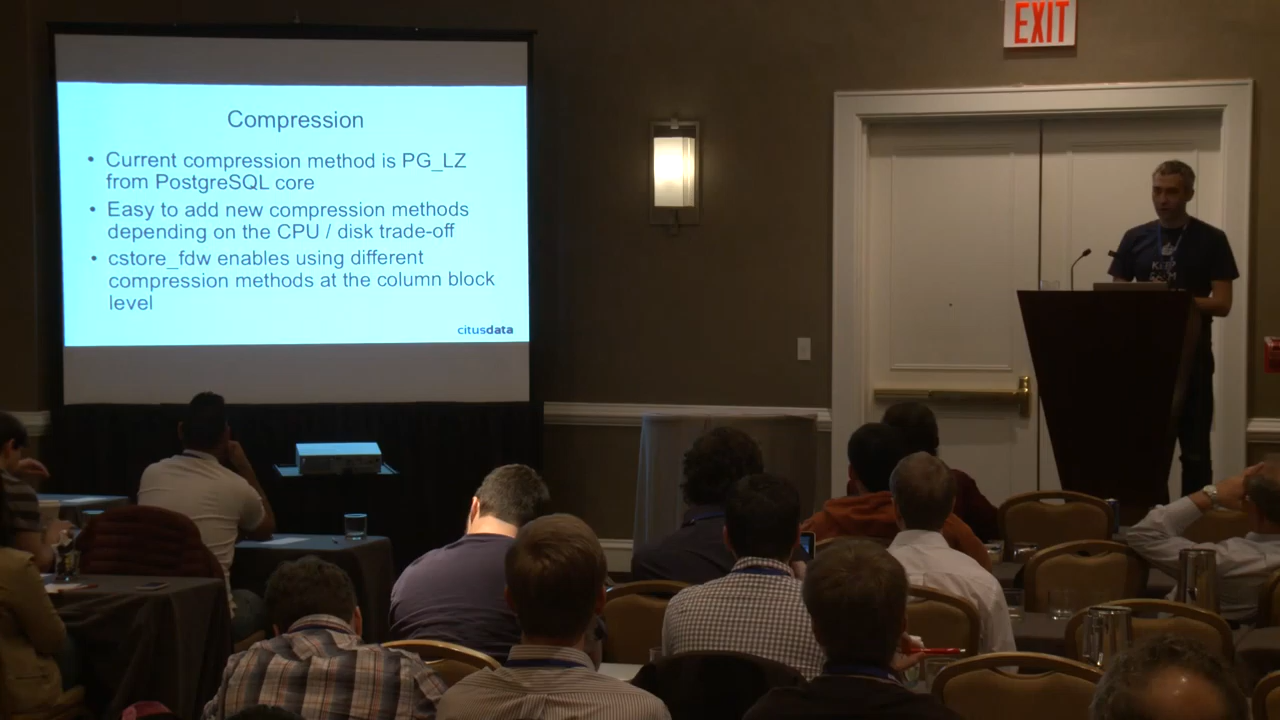 EXIT
Compression
• Current compression method is PG_LZ
from PostgreSQL core
• Easy to add new compression methods
depending on the CPU / disk trade-off
• cstore_fdw enables using different
compression methods at the column block
level
citusdata